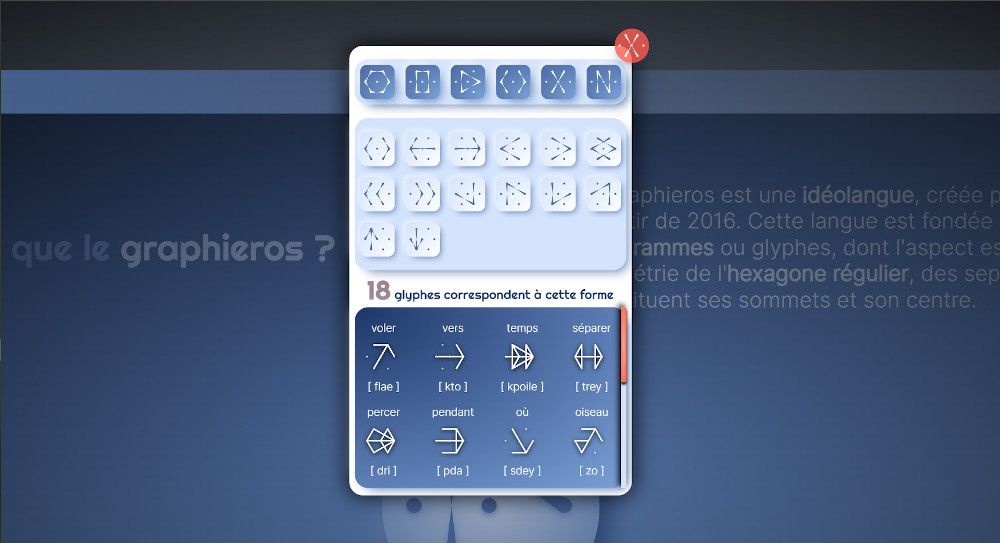 que le graphieros ?
aphieros est une idéolangue, créée p
tir de 2016. Cette langue est fondée
rammes ou glyphes, dont l'aspect es
étrie de l'hexagone régulier, des sep
ituent ses sommets et son centre.
18 glyphes correspondent à cette forme
voler vers temps séparer
[ flae ] [ kto ] [ kpoile ] [ trey ]
percer pendant où oiseau
[ dri ] [ pda ] [ sdey ] [ zo ]